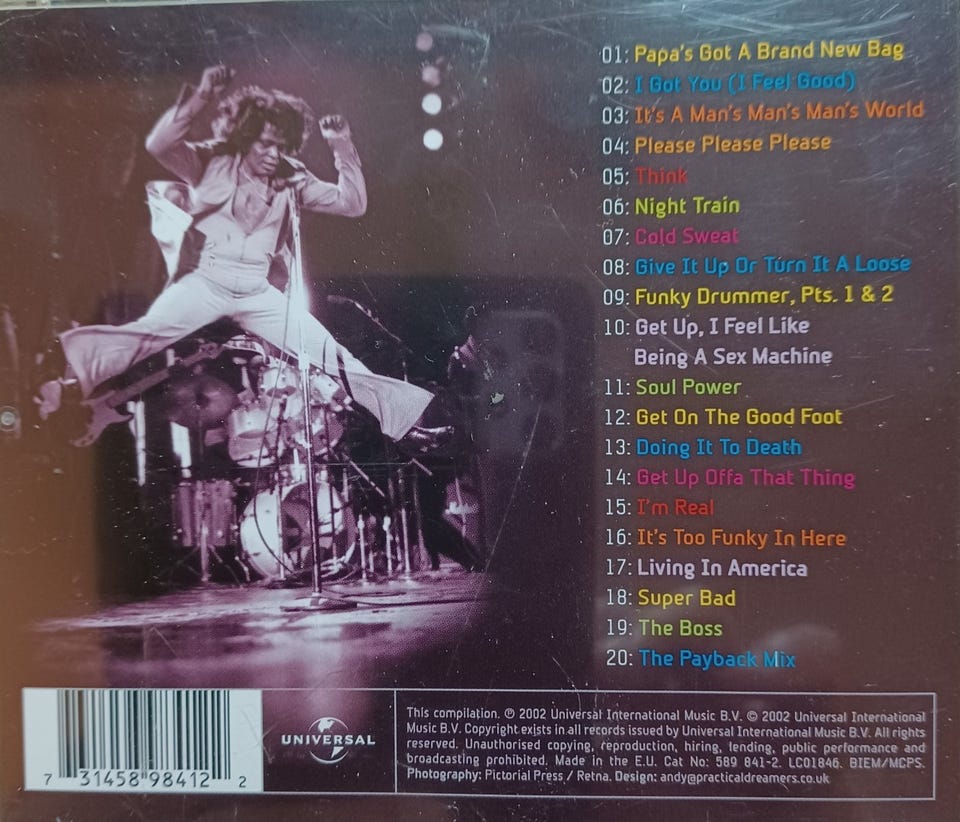 01: Papa's Got A Brand New Bag
02: I Got You (I Feel Good)
03: It's A Man's Man's Man's World
04: Please Please Please
05: Think
06: Night Train
07: Cold Sweat
08: Give It Up Or Turn It A Loose
09: Funky Drummer, Pts. 1 & 2
10: Get Up, I Feel Like
Being A Sex Machine
11: Soul Power
12: Get On The Good Foot
13: Doing It To Death
14: Get Up Offa That Thing
15: I'm Real
16: It's Too Funky In Here
17: Living In America
18: Super Bad
19: The Boss
20: The Payback Mix
7 31458 98412 2
UNIVERSAL
This compilation. ℗ 2002 Universal International Music B.V. © 2002 Universal International
Music B.V. Copyright exists in all records issued by Universal International Music B.V. All rights
reserved. Unauthorised copying, reproduction, hiring, lending, public performance and
broadcasting prohibited. Made in the E.U. Cat No: 589 841-2. LC01846. BIEM/MCPS.
Photography: Pictorial Press / Retna. Design: andy@practicaldreamers.co.uk